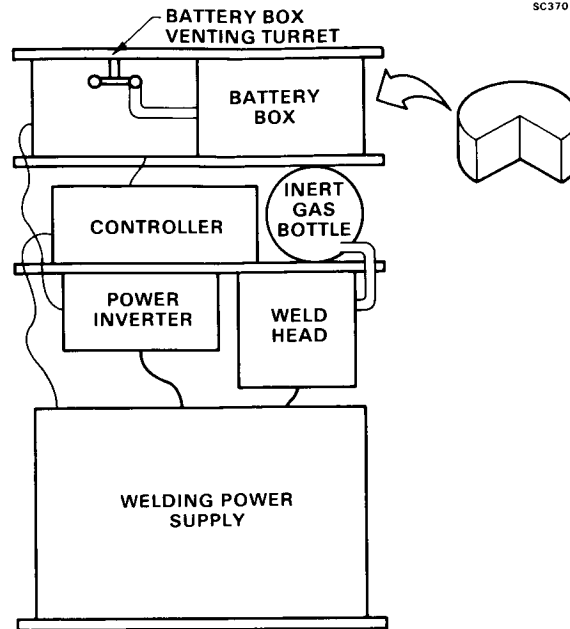 SC370
BATTERY BOX
VENTING TURRET
BATTERY
BOX
INERT
GAS
BOTTLE
CONTROLLER
POWER
INVERTER
WELD
HEAD
WELDING POWER
SUPPLY